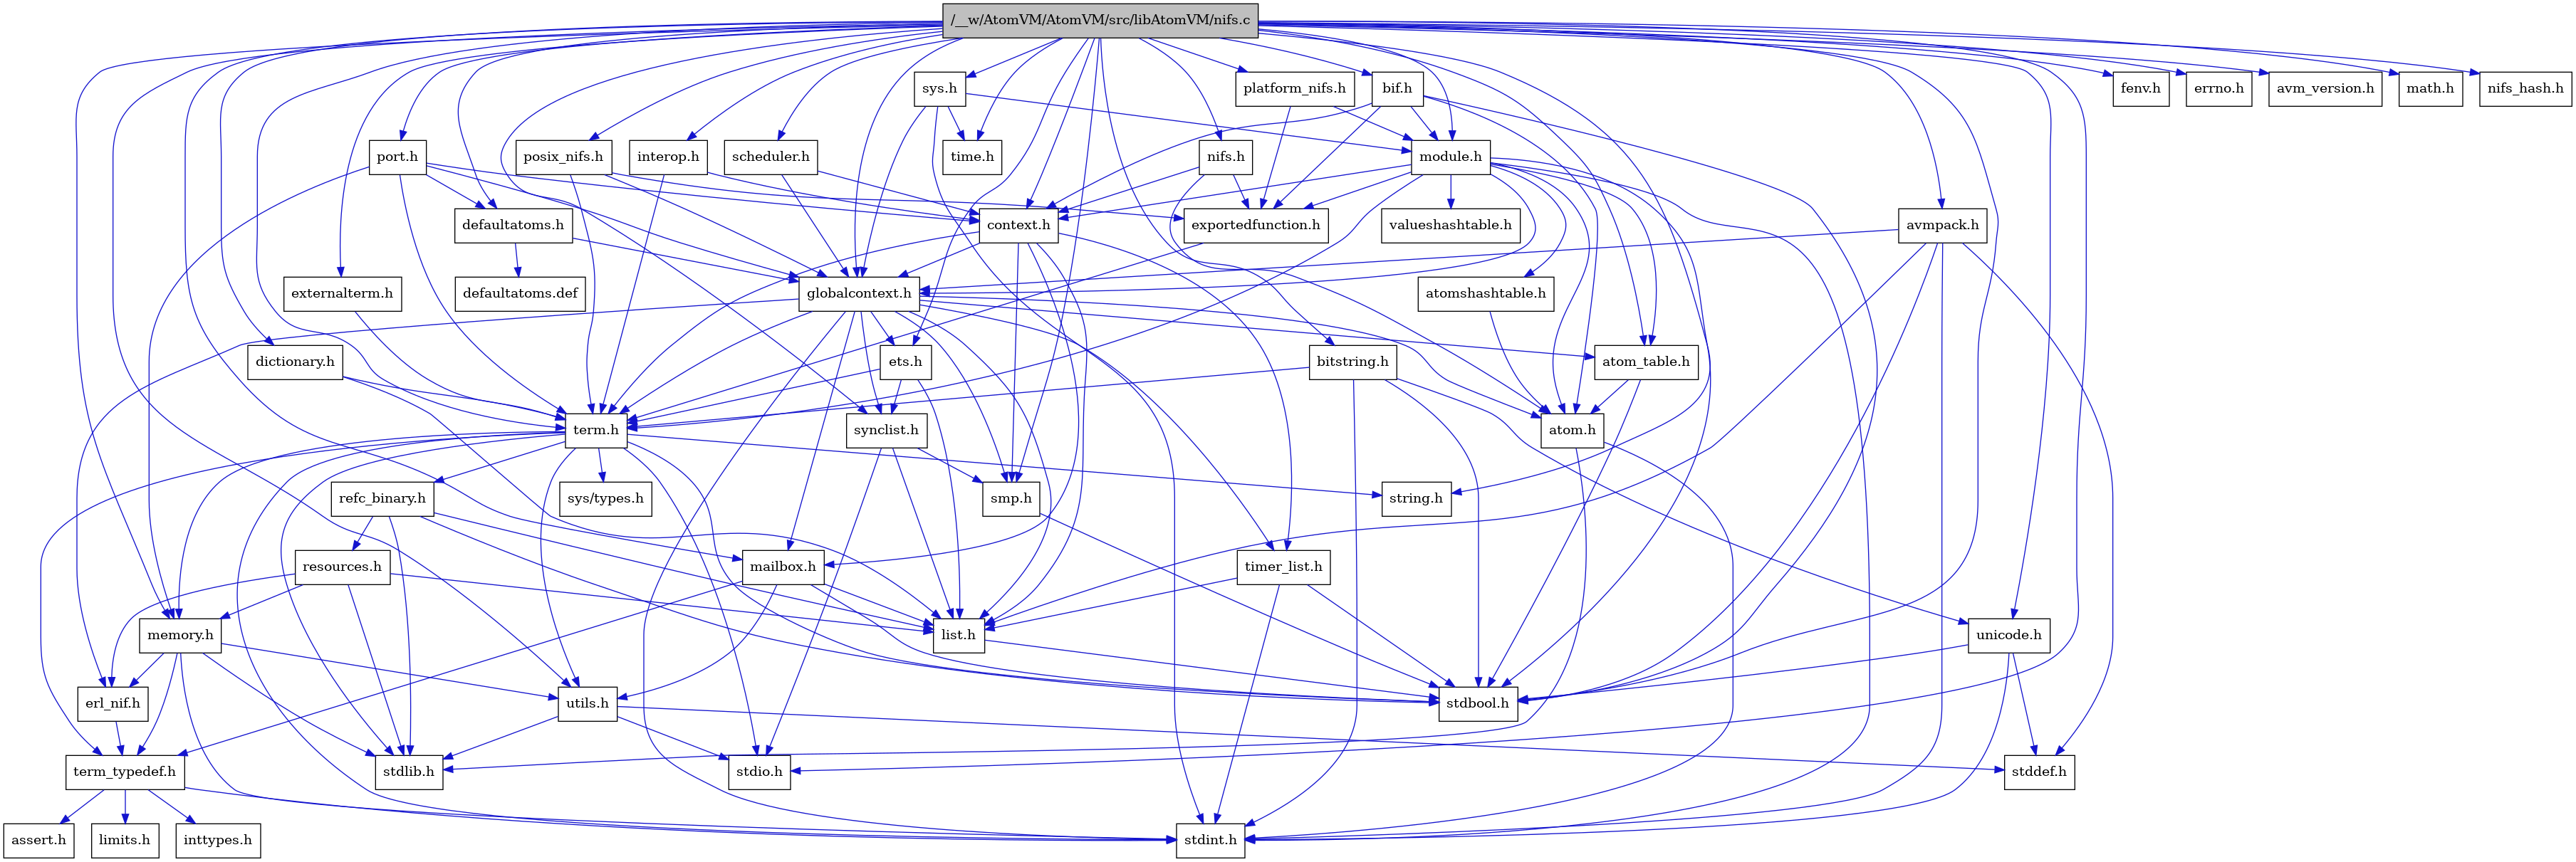 /__w/AtomVM/AtomVM/src/libAtomVM/nifs.c
sys.h
platform_nifs.h
bif.h
fenv.h
errno.h
avm_version.h
math.h
nifs_hash.h
port.h
posix_nifs.h
interop.h
scheduler.h
time.h
nifs.h
module.h
defaultatoms.h
context.h
exportedfunction.h
valueshashtable.h
avmpack.h
externalterm.h
defaultatoms.def
globalcontext.h
atomshashtable.h
dictionary.h
ets.h
bitstring.h
atom_table.h
term.h
synclist.h
atom.h
refc_binary.h
sys/types.h
smp.h
string.h
resources.h
mailbox.h
timer_list.h
memory.h
list.h
unicode.h
erl_nif.h
utils.h
stdbool.h
term_typedef.h
stdlib.h
stdio.h
stddef.h
assert.h
limits.h
inttypes.h
stdint.h